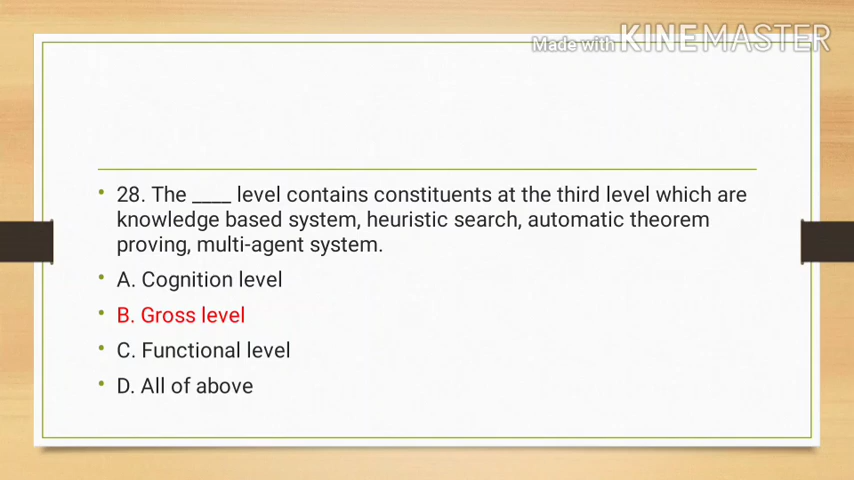 Made with KINEMASTER
28. The ____ level contains constituents at the third level which are
knowledge based system, heuristic search, automatic theorem
proving, multi-agent system.
A. Cognition level
B. Gross level
C. Functional level
D. All of above